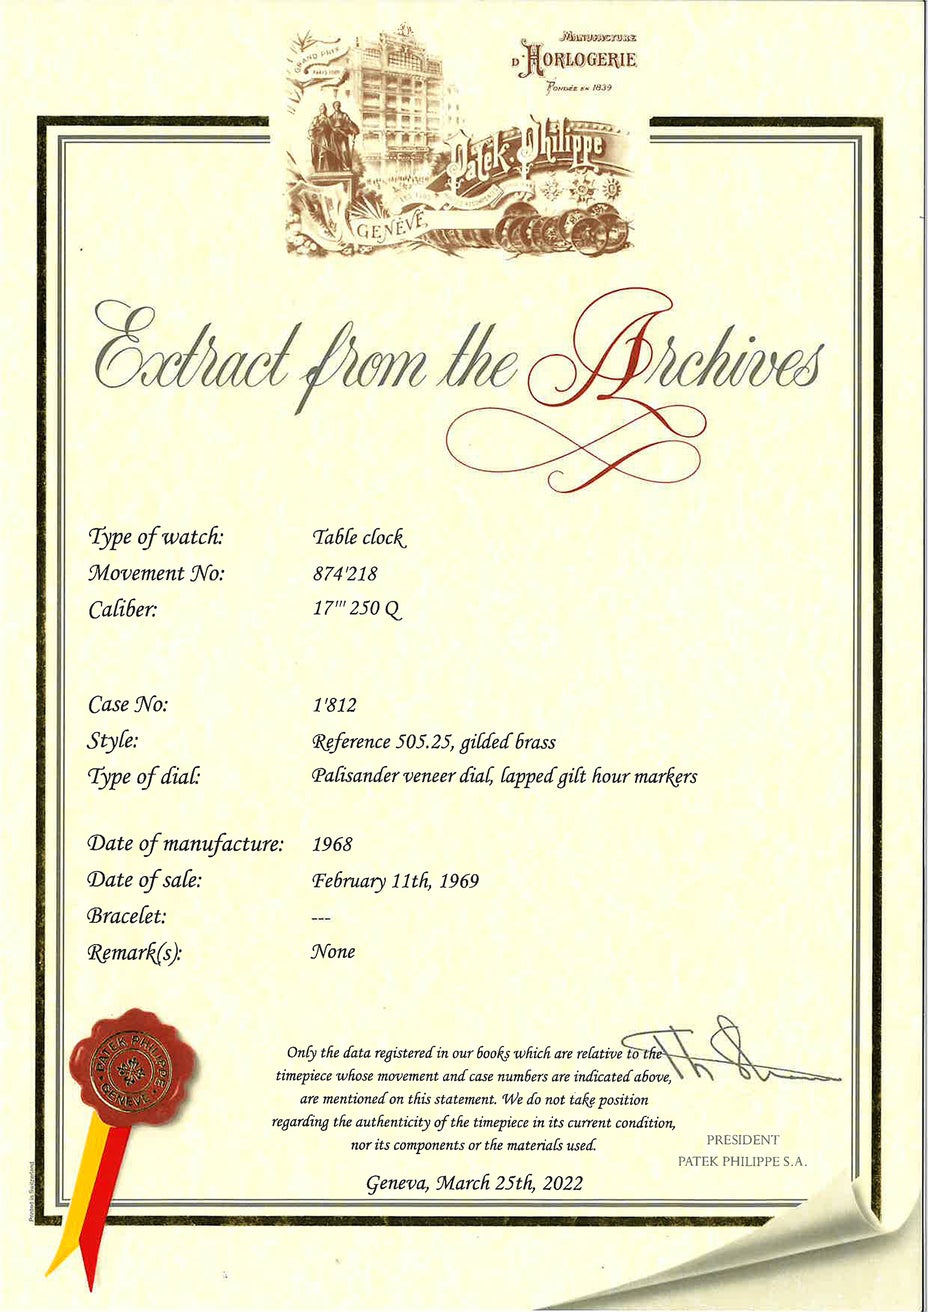 MANUFACTURE
D'HORLOGERIE
FONDÉE EN 1839
GRAND PRIX
PARIS
Patek Philippe
GENÈVE
Extract from the Archives
Type of watch: Table clock
Movement No: 874'218
Caliber: 17''' 250 Q
Case No: 1'812
Style: Reference 505.25, gilded brass
Type of dial: Palisander veneer dial, lapped gilt hour markers
Date of manufacture: 1968
Date of sale: February 11th, 1969
Bracelet: ---
Remark(s): None
PATEK PHILIPPE
GENEVE
Only the data registered in our books which are relative to the
timepiece whose movement and case numbers are indicated above,
are mentioned on this statement. We do not take position
regarding the authenticity of the timepiece in its current condition,
nor its components or the materials used.
PRESIDENT
PATEK PHILIPPE S.A.
Geneva, March 25th, 2022
Printed in Switzerland